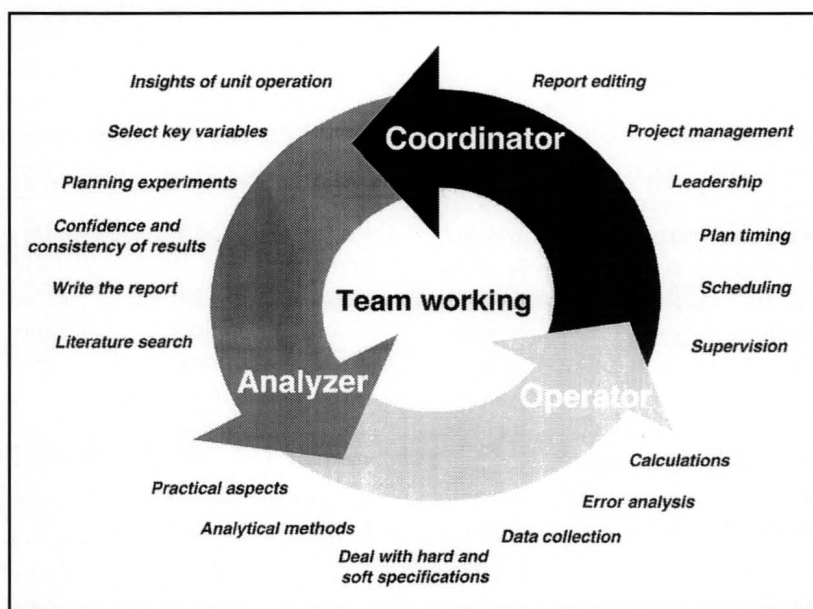 Insights of unit operation
Report editing
Select key variables
Coordinator
Project management
Planning experiments
Leadership
Confidence and
consistency of results
Plan timing
Write the report
Team working
Scheduling
Literature search
Supervision
Analyzer
Operator
Calculations
Practical aspects
Error analysis
Analytical methods
Data collection
Deal with hard and
soft specifications